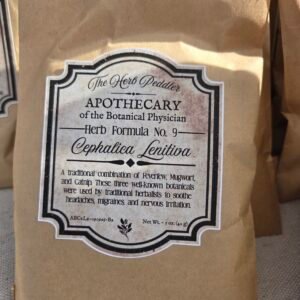 The Herb Peddler
APOTHECARY
of the Botanical Physician
Herb Formula No. 9
Cephalica Lenitiva
A traditional combination of Feverfew, Mugwort,
and Catnip. These three well-known botanicals
were used by traditional herbalists to soothe
headaches, migraines, and nervous irritation.
Net Wt.